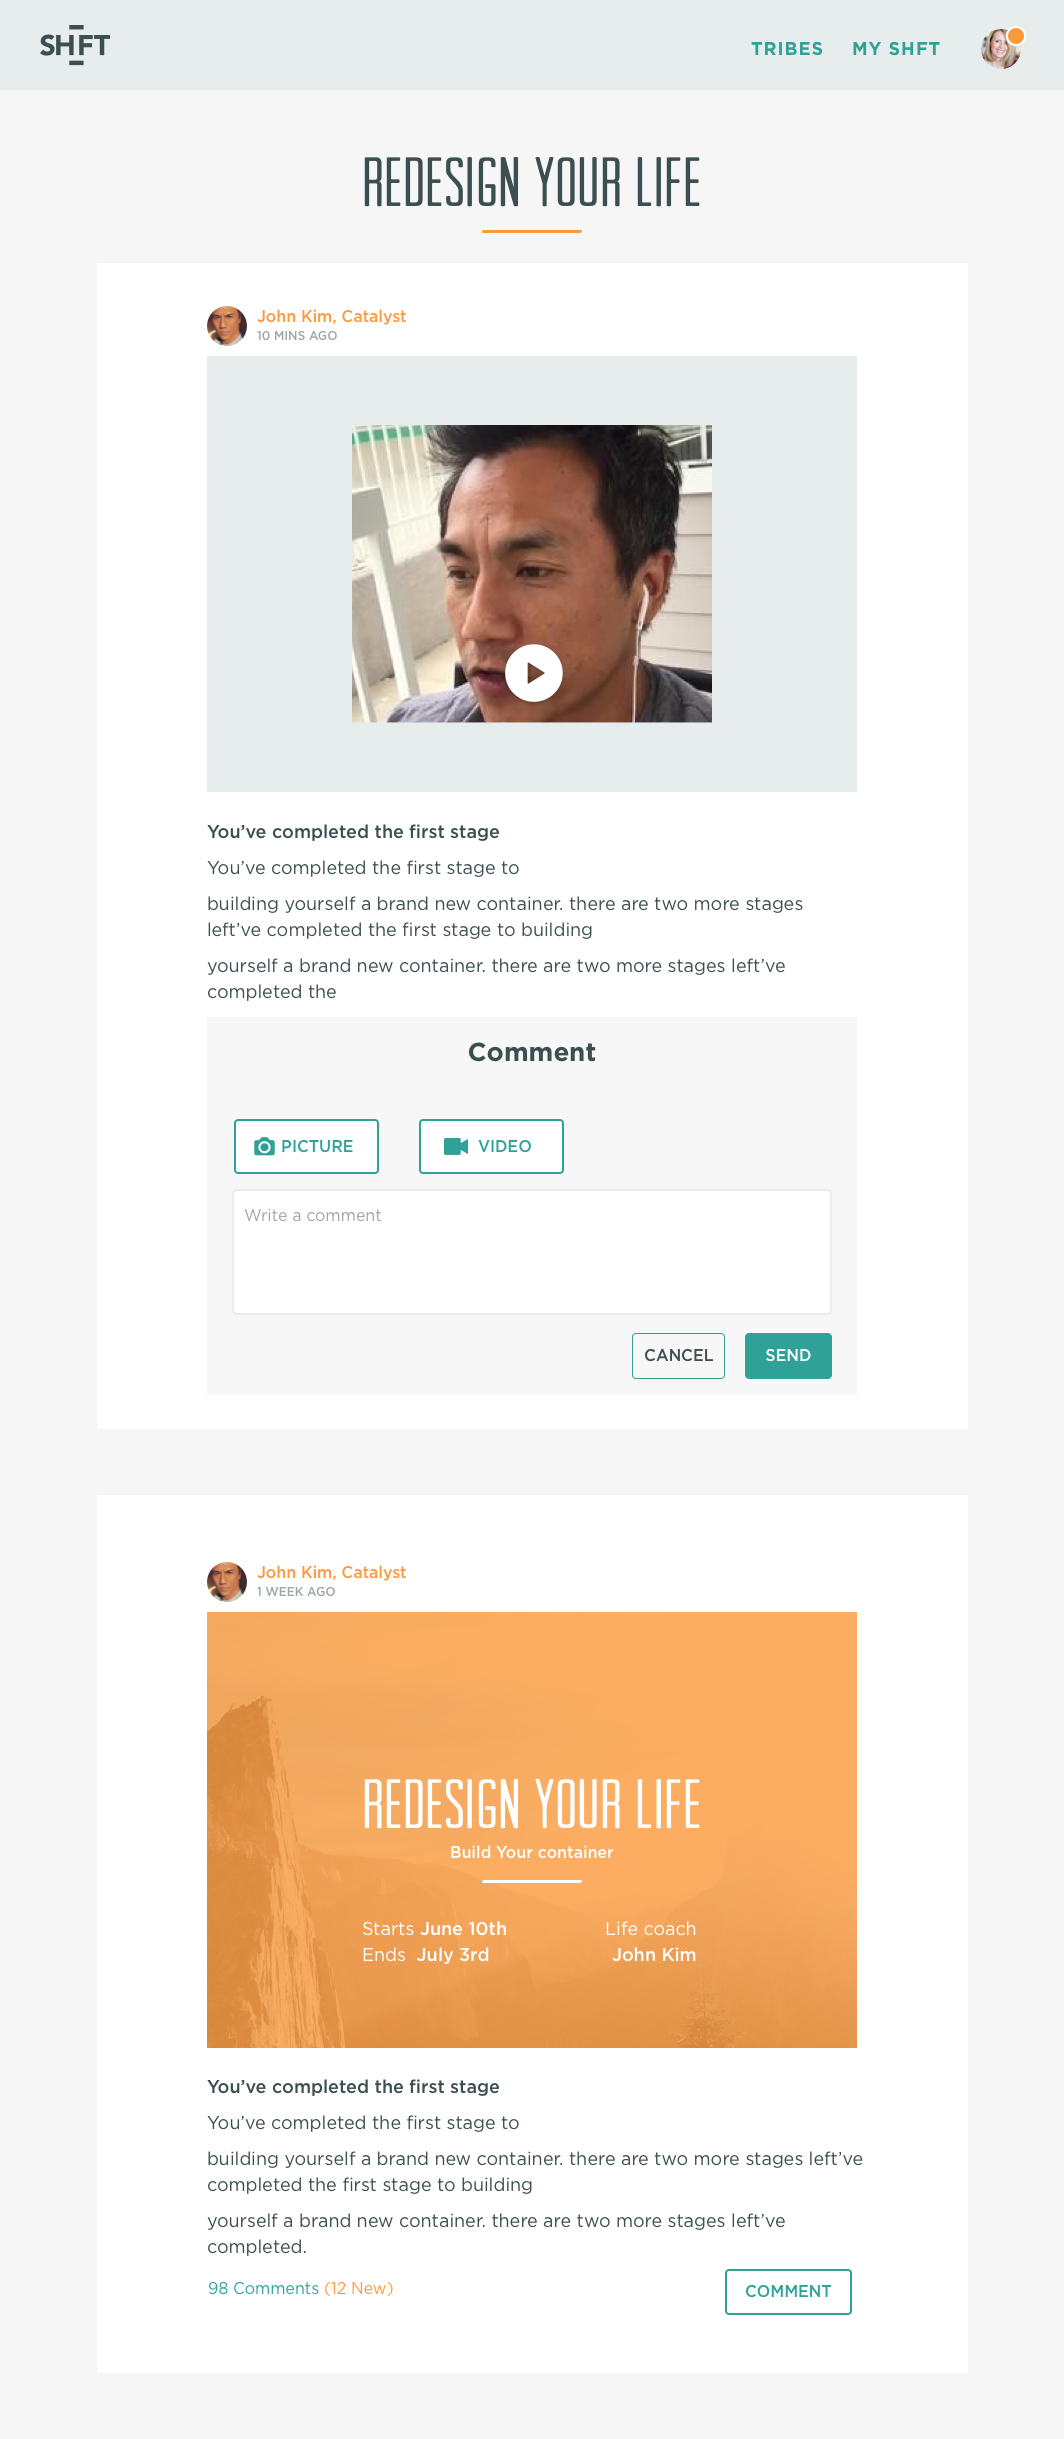 SHFT
TRIBES MY SHFT
REDESIGN YOUR LIFE
John Kim, Catalyst
10 MINS AGO
You’ve completed the first stage
You’ve completed the first stage to
building yourself a brand new container. there are two more stages
left’ve completed the first stage to building
yourself a brand new container. there are two more stages left’ve
completed the
Comment
PICTURE VIDEO
Write a comment
CANCEL SEND
John Kim, Catalyst
1 WEEK AGO
REDESIGN YOUR LIFE
Build Your container
Starts June 10th Life coach
Ends July 3rd John Kim
You’ve completed the first stage
You’ve completed the first stage to
building yourself a brand new container. there are two more stages left’ve
completed the first stage to building
yourself a brand new container. there are two more stages left’ve
completed.
98 Comments (12 New) COMMENT